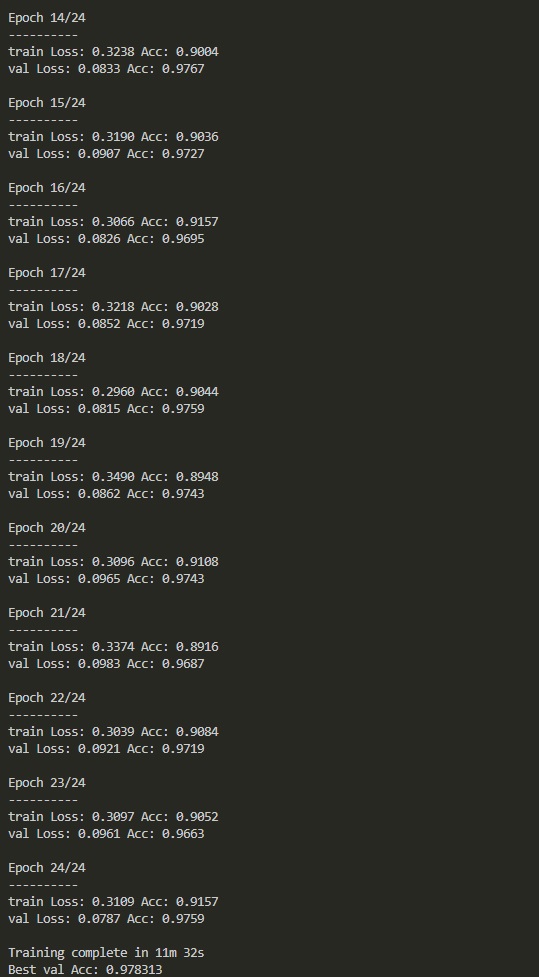 Epoch 14/24
----------
train Loss: 0.3238 Acc: 0.9004
val Loss: 0.0833 Acc: 0.9767
Epoch 15/24
----------
train Loss: 0.3190 Acc: 0.9036
val Loss: 0.0907 Acc: 0.9727
Epoch 16/24
----------
train Loss: 0.3066 Acc: 0.9157
val Loss: 0.0826 Acc: 0.9695
Epoch 17/24
----------
train Loss: 0.3218 Acc: 0.9028
val Loss: 0.0852 Acc: 0.9719
Epoch 18/24
----------
train Loss: 0.2960 Acc: 0.9044
val Loss: 0.0815 Acc: 0.9759
Epoch 19/24
----------
train Loss: 0.3490 Acc: 0.8948
val Loss: 0.0862 Acc: 0.9743
Epoch 20/24
----------
train Loss: 0.3096 Acc: 0.9108
val Loss: 0.0965 Acc: 0.9743
Epoch 21/24
----------
train Loss: 0.3374 Acc: 0.8916
val Loss: 0.0983 Acc: 0.9687
Epoch 22/24
----------
train Loss: 0.3039 Acc: 0.9084
val Loss: 0.0921 Acc: 0.9719
Epoch 23/24
----------
train Loss: 0.3097 Acc: 0.9052
val Loss: 0.0961 Acc: 0.9663
Epoch 24/24
----------
train Loss: 0.3109 Acc: 0.9157
val Loss: 0.0787 Acc: 0.9759
Training complete in 11m 32s
Best val Acc: 0.978313